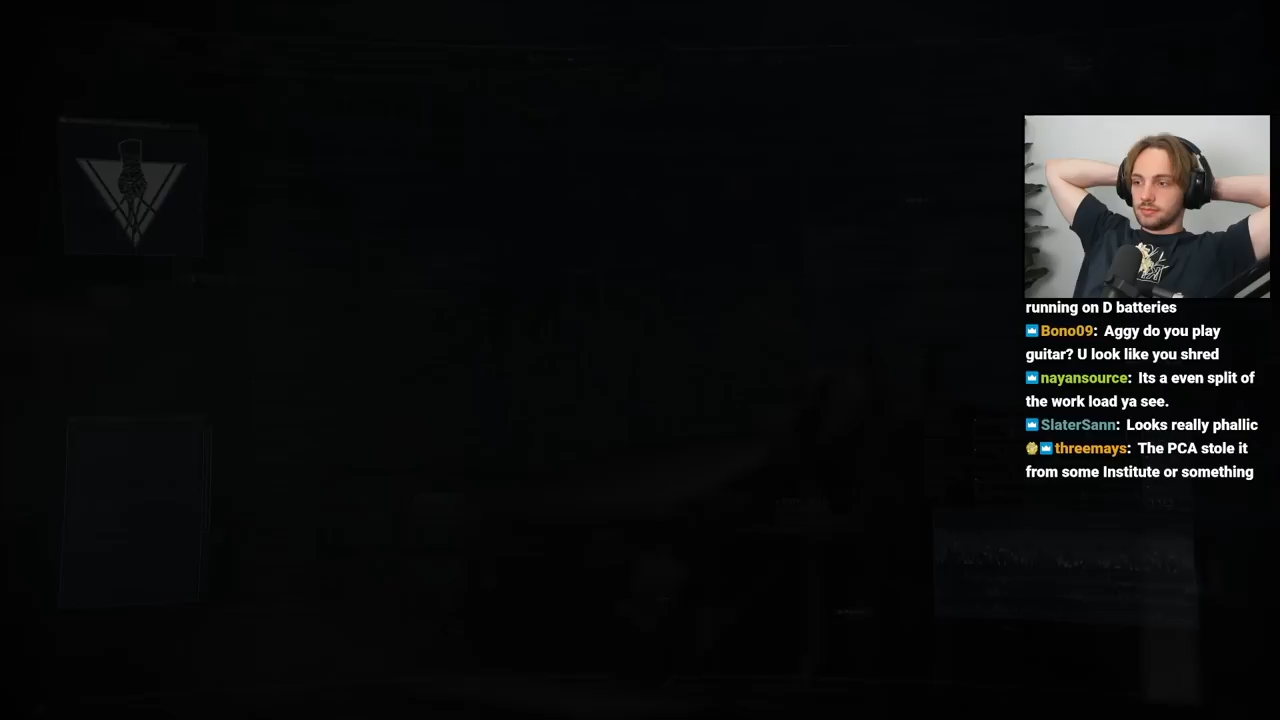 running on D batteries
Bono09: Aggy do you play
guitar? U look like you shred
nayansource: Its a even split of
the work load ya see.
SlaterSann: Looks really phallic
threemays: The PCA stole it
from some Institute or something